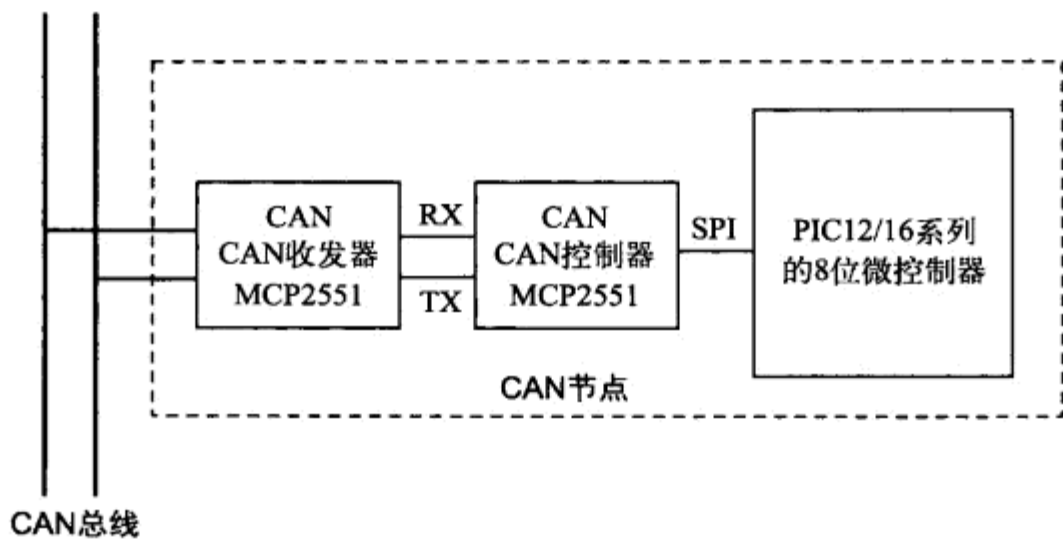 CAN
CAN收发器
MCP2551
RX
TX
CAN
CAN控制器
MCP2551
SPI
PIC12/16系列
的8位微控制器
CAN节点
CAN总线